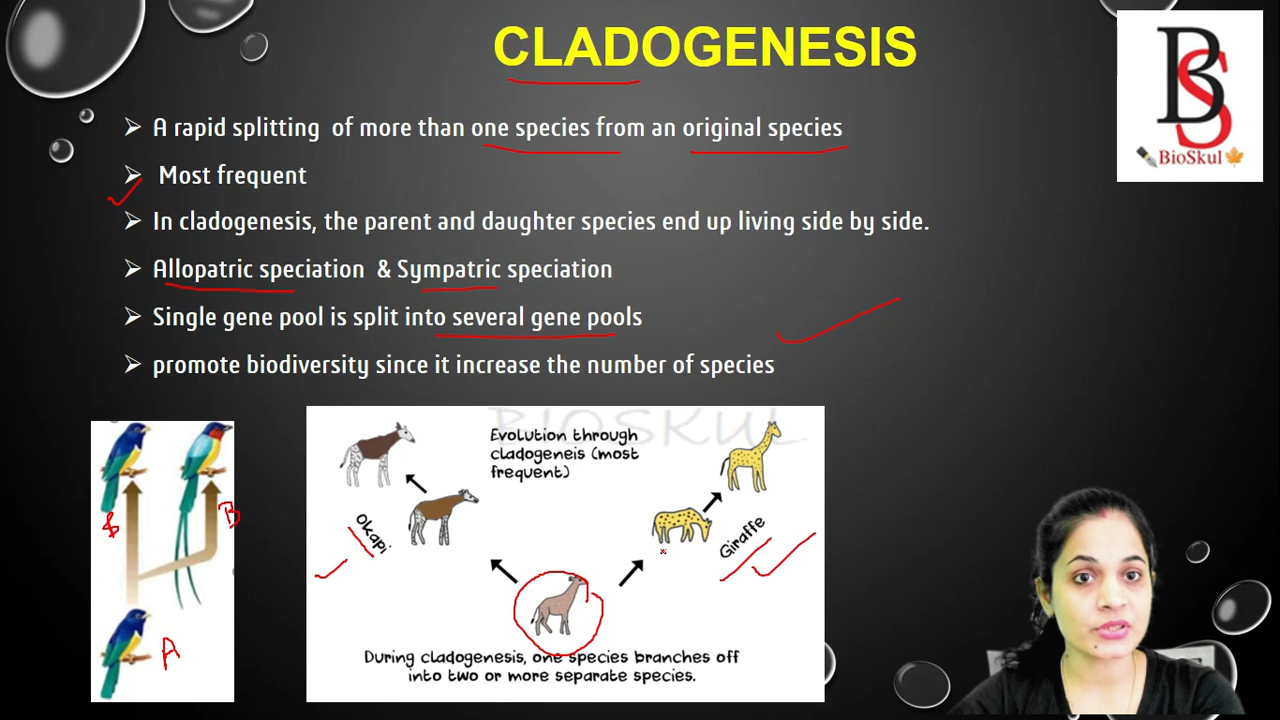 CLADOGENESIS
BS
BioSkul
➢ A rapid splitting of more than one species from an original species
➢ Most frequent
➢ In cladogenesis, the parent and daughter species end up living side by side.
➢ Allopatric speciation & Sympatric speciation
➢ Single gene pool is split into several gene pools
➢ promote biodiversity since it increase the number of species
BIOSKUL
Evolution through
cladogeneis (most
frequent)
Okapi
Giraffe
B
A
During cladogenesis, one species branches off
into two or more separate species.